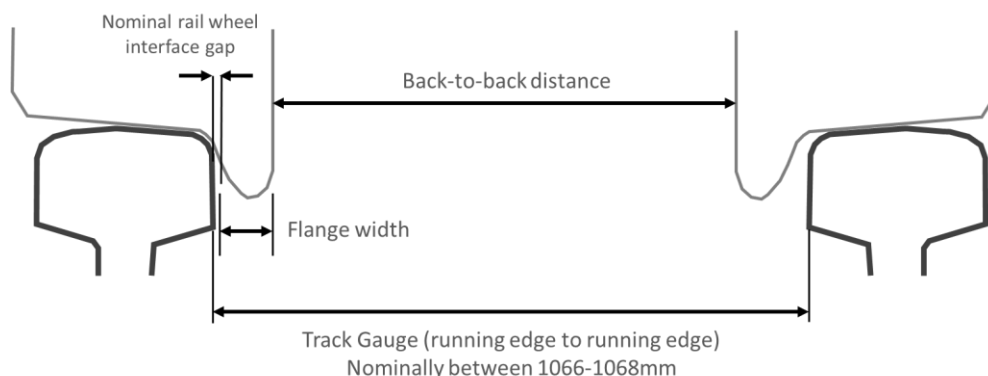 Nominal rail wheel
interface gap
Back-to-back distance
Flange width
Track Gauge (running edge to running edge)
Nominally between 1066-1068mm